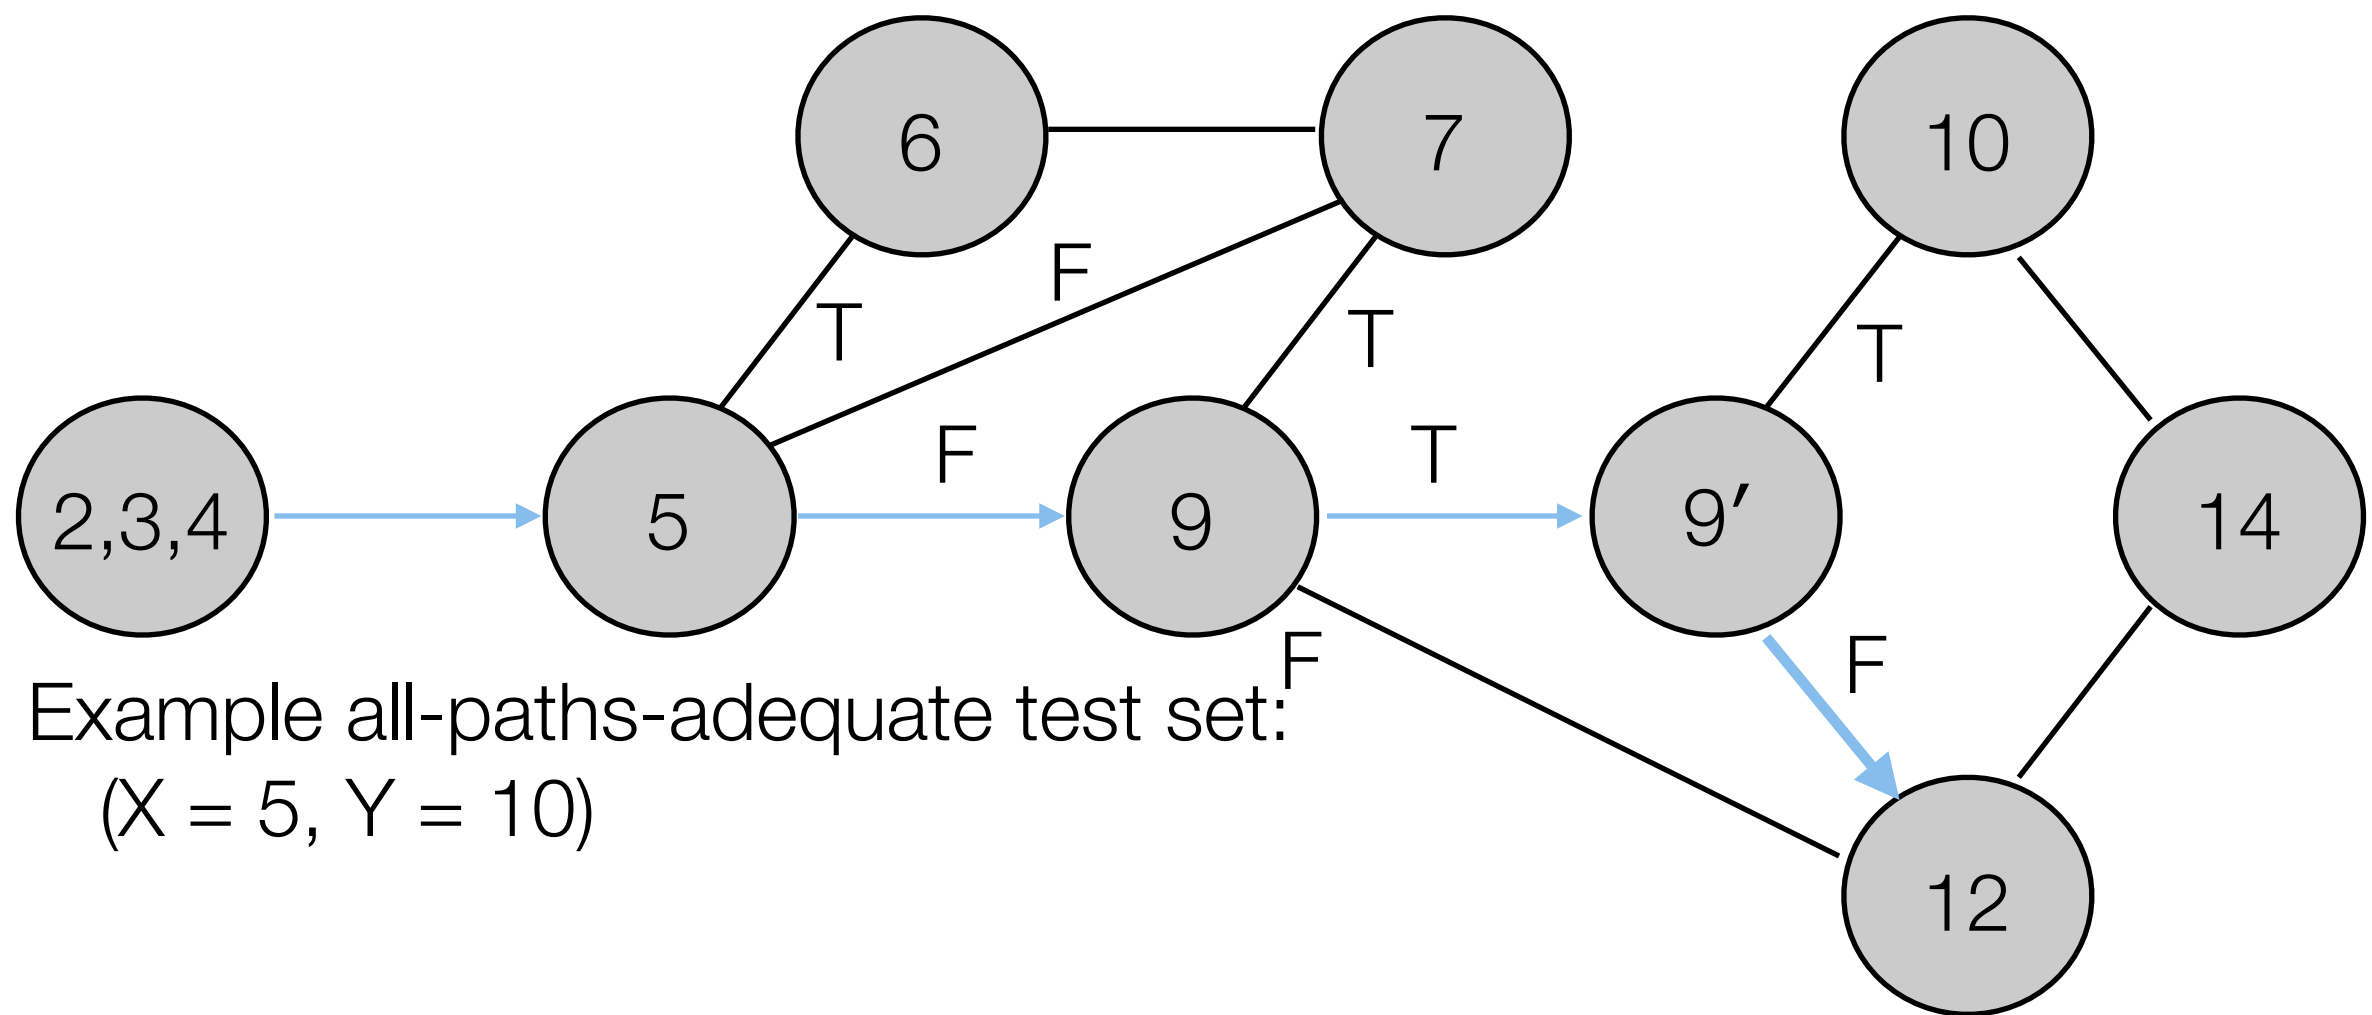 6
7
10
F
T
T
T
2,3,4
5
F
9
T
9′
14
F
F
Example all-paths-adequate test set:
(X = 5, Y = 10)
12